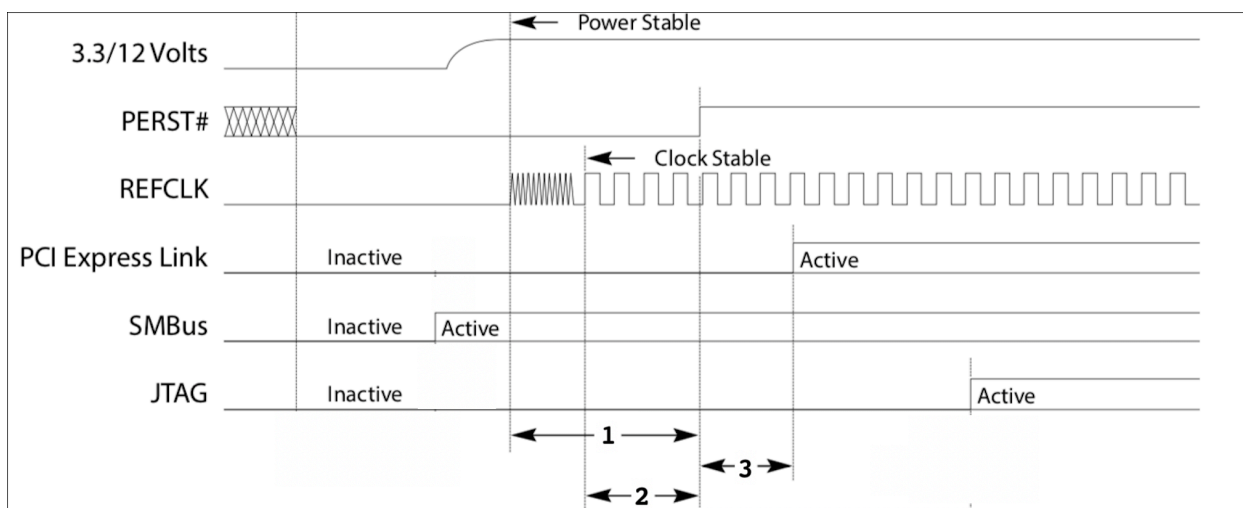 Power Stable
3.3/12 Volts
PERST#
Clock Stable
REFCLK
PCI Express Link Inactive Active
SMBus Inactive Active
JTAG Inactive Active
1
3
2